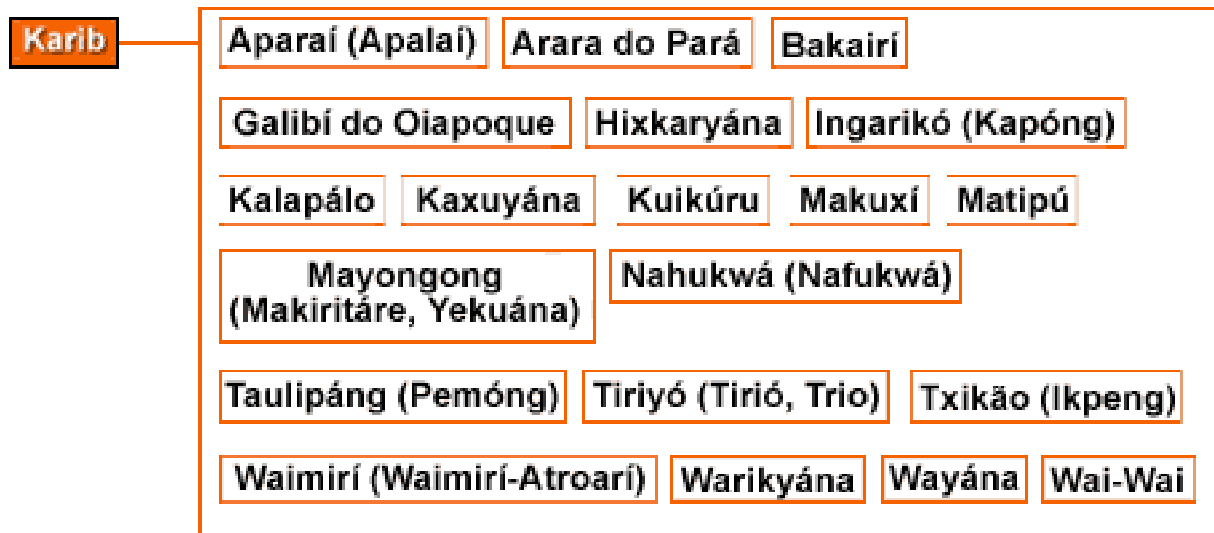 Karib
Aparaí (Apalaí) Arara do Pará Bakairí
Galibí do Oiapoque Hixkaryána Ingarikó (Kapóng)
Kalapálo Kaxuyána Kuikúru Makuxí Matipú
Mayongong
(Makiritáre, Yekuána)
Nahukwá (Nafukwá)
Taulipáng (Pemóng) Tiriyó (Tirió, Trio) Txikão (Ikpeng)
Waimirí (Waimirí-Atroarí) Warikyána Wayána Wai-Wai